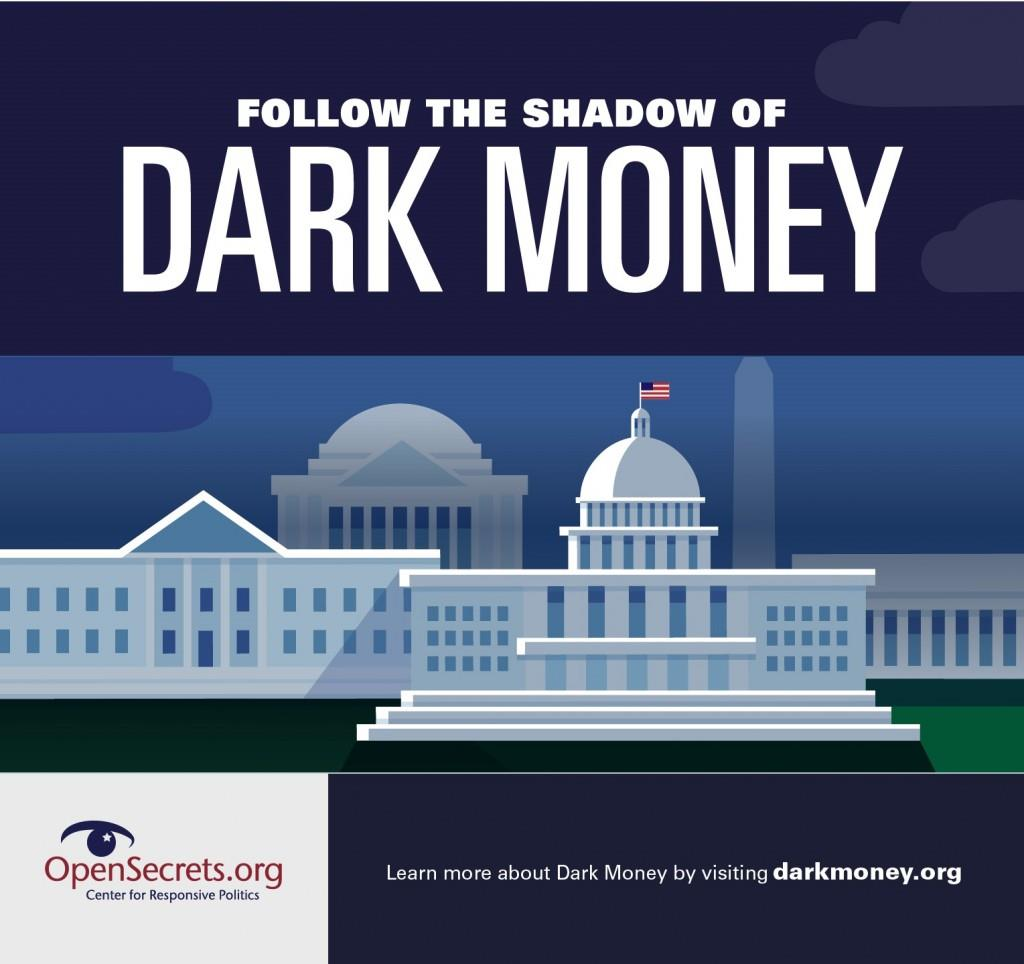 FOLLOW THE SHADOW OF
DARK MONEY
OpenSecrets.org
Center for Responsive Politics
Learn more about Dark Money by visiting darkmoney.org